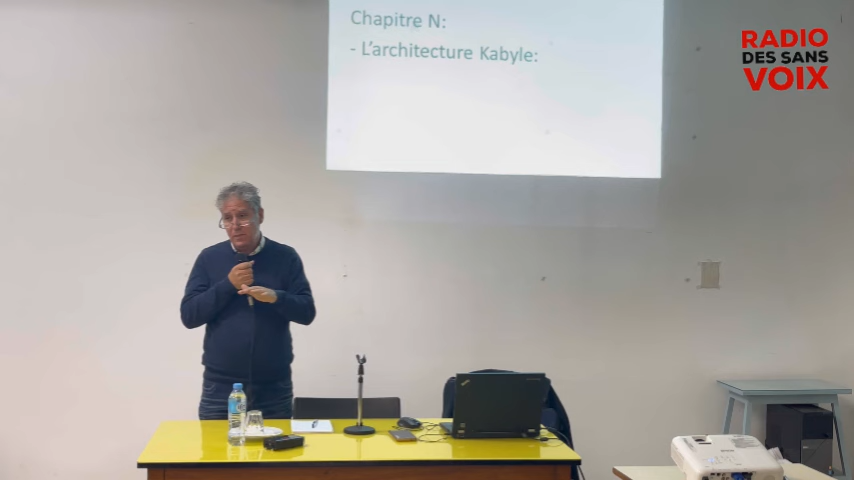 Chapitre N:
- L'architecture Kabyle:
RADIO
DES SANS
VOIX